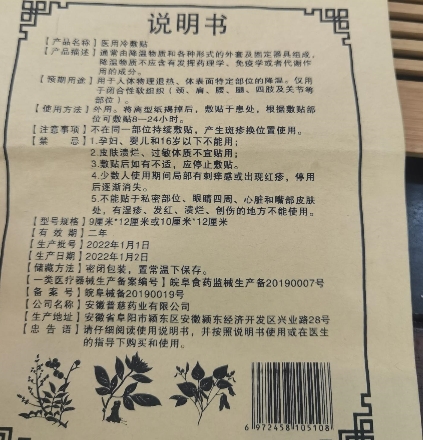 说明书
【产品名称】医用冷敷贴
【产品描述】通常由降温物质和各种形式的外套及固定器具组成,
降温物质不应含有发挥药理学、免疫学或者代谢作
用的成分。
【预期用途】用于人体物理退热、体表面特定部位的降温。仅用
于闭合性软组织(颈、肩、腰、腿、四肢及关节等
部位)。
【使用方法】外用。将离型纸揭掉后,敷贴于患处,根据敷贴部
位可敷贴8—24小时。
【注意事项】不在同一部位持续敷贴,产生斑疹换位置使用。
【禁 忌】1.孕妇、婴儿和16岁以下不能用;
2.皮肤溃烂、过敏体质不宜贴用;
3.敷贴后如有不适,应停止敷贴。
4.少数人使用期间局部有刺痒感或出现红疹,停用
后逐渐消失。
5.不能贴于私密部位、眼睛四周、心脏和嘴部皮炎
处,有湿疹、发红、溃烂、创伤的地方不能使用。
【型号规格】9厘米*12厘米或10厘米*12厘米
【有 效 期】二年
【生产批号】2022年1月1日
【生产日期】2022年1月2日
【储藏方法】密闭包装,置常温下保存。
【一类医疗器械生产备案编号】皖阜食药监械生产备20190007号
【备 案 号】皖阜械备20190019号
【公司名称】安徽普慈药业有限公司
【生产地址】安徽省阜阳市颍东区安徽颍东经济开发区兴业路28号
【忠 告 语】请仔细阅读使用说明书,并按照说明书使用或在医生
的指导下购买和使用。
6 972458 105108